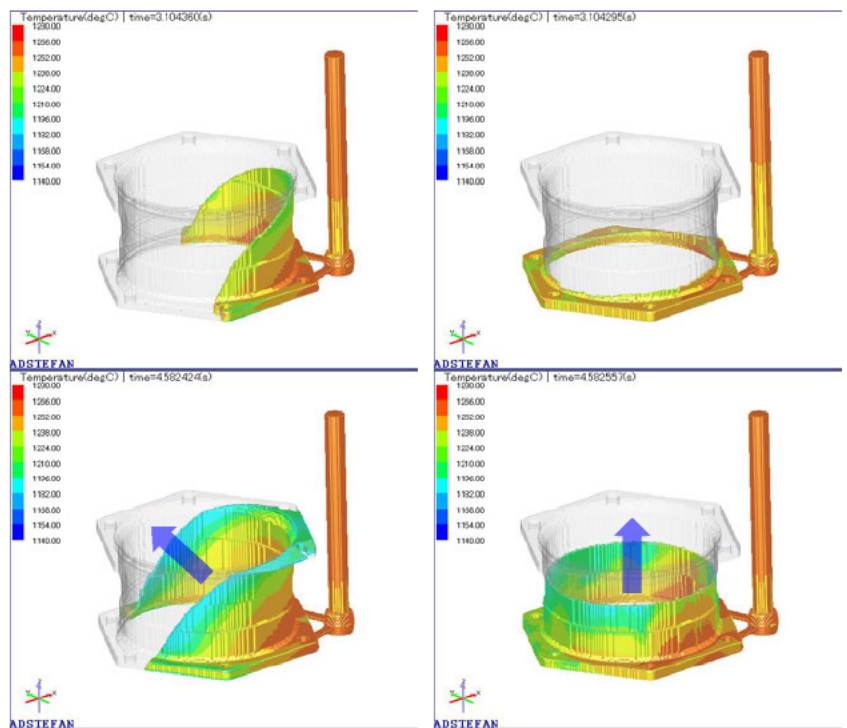 Temperature(degC) | time=3.104360(s)
1280.00
1266.00
1252.00
1238.00
1224.00
1210.00
1196.00
1182.00
1168.00
1154.00
1140.00
Z
Y X
ADSTEFAN
Temperature(degC) | time=3.104295(s)
1280.00
1266.00
1252.00
1238.00
1224.00
1210.00
1196.00
1182.00
1168.00
1154.00
1140.00
Z
Y X
ADSTEFAN
Temperature(degC) | time=4.582424(s)
1280.00
1266.00
1252.00
1238.00
1224.00
1210.00
1196.00
1182.00
1168.00
1154.00
1140.00
Z
Y X
ADSTEFAN
Temperature(degC) | time=4.582557(s)
1280.00
1266.00
1252.00
1238.00
1224.00
1210.00
1196.00
1182.00
1168.00
1154.00
1140.00
Z
Y X
ADSTEFAN